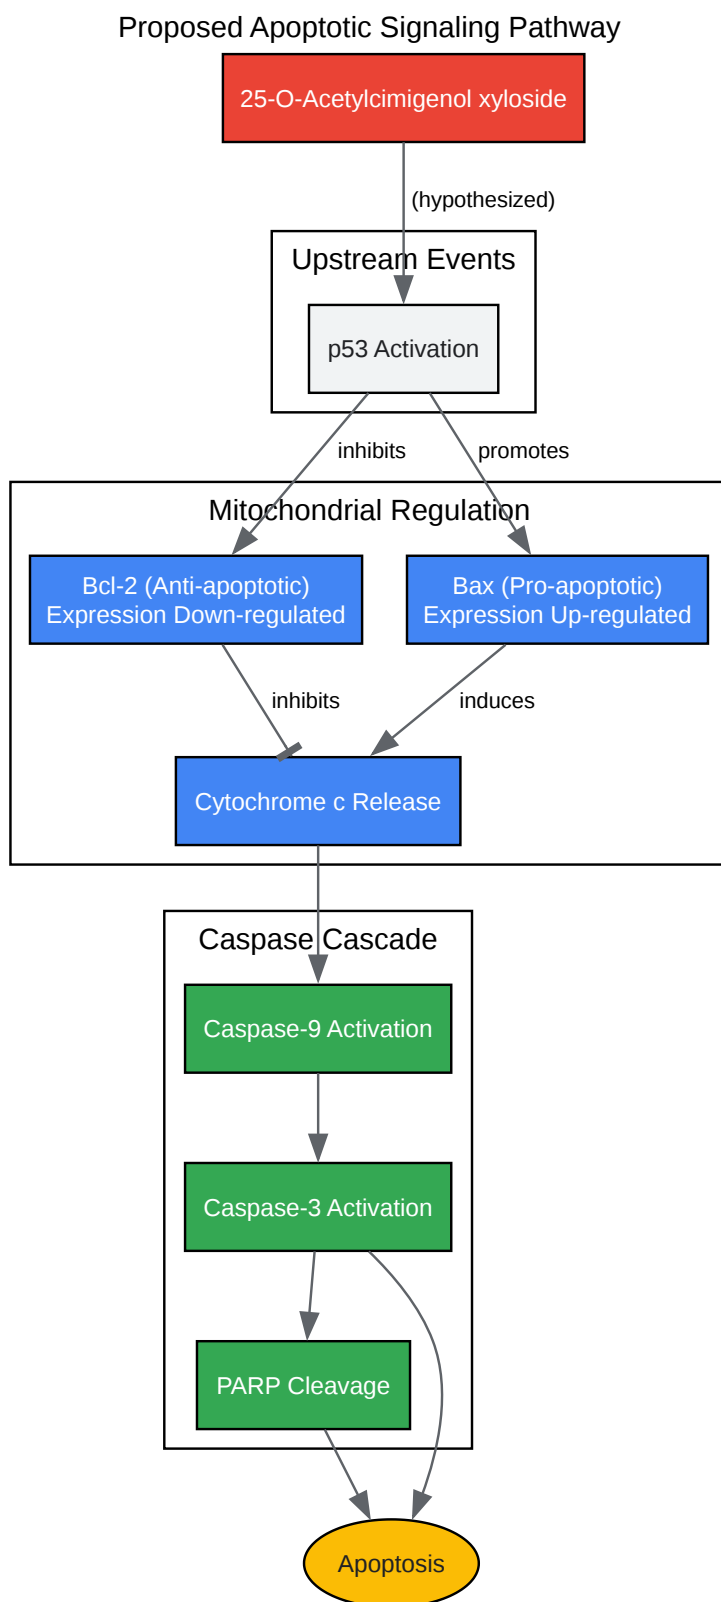 Proposed Apoptotic Signaling Pathway
25-O-Acetylcimigenol xyloside
(hypothesized)
Upstream Events
p53 Activation
inhibits
promotes
Mitochondrial Regulation
Bcl-2 (Anti-apoptotic)
Expression Down-regulated
Bax (Pro-apoptotic)
Expression Up-regulated
inhibits
induces
Cytochrome c Release
Caspase Cascade
Caspase-9 Activation
Caspase-3 Activation
PARP Cleavage
Apoptosis